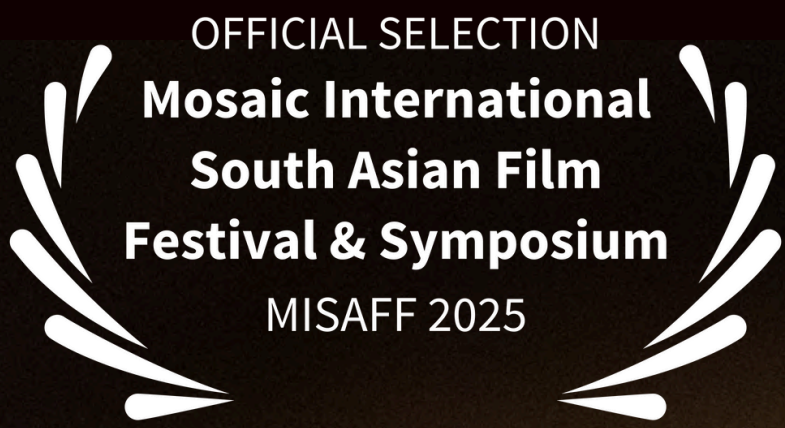 OFFICIAL SELECTION
Mosaic International
South Asian Film
Festival & Symposium
MISAFF 2025